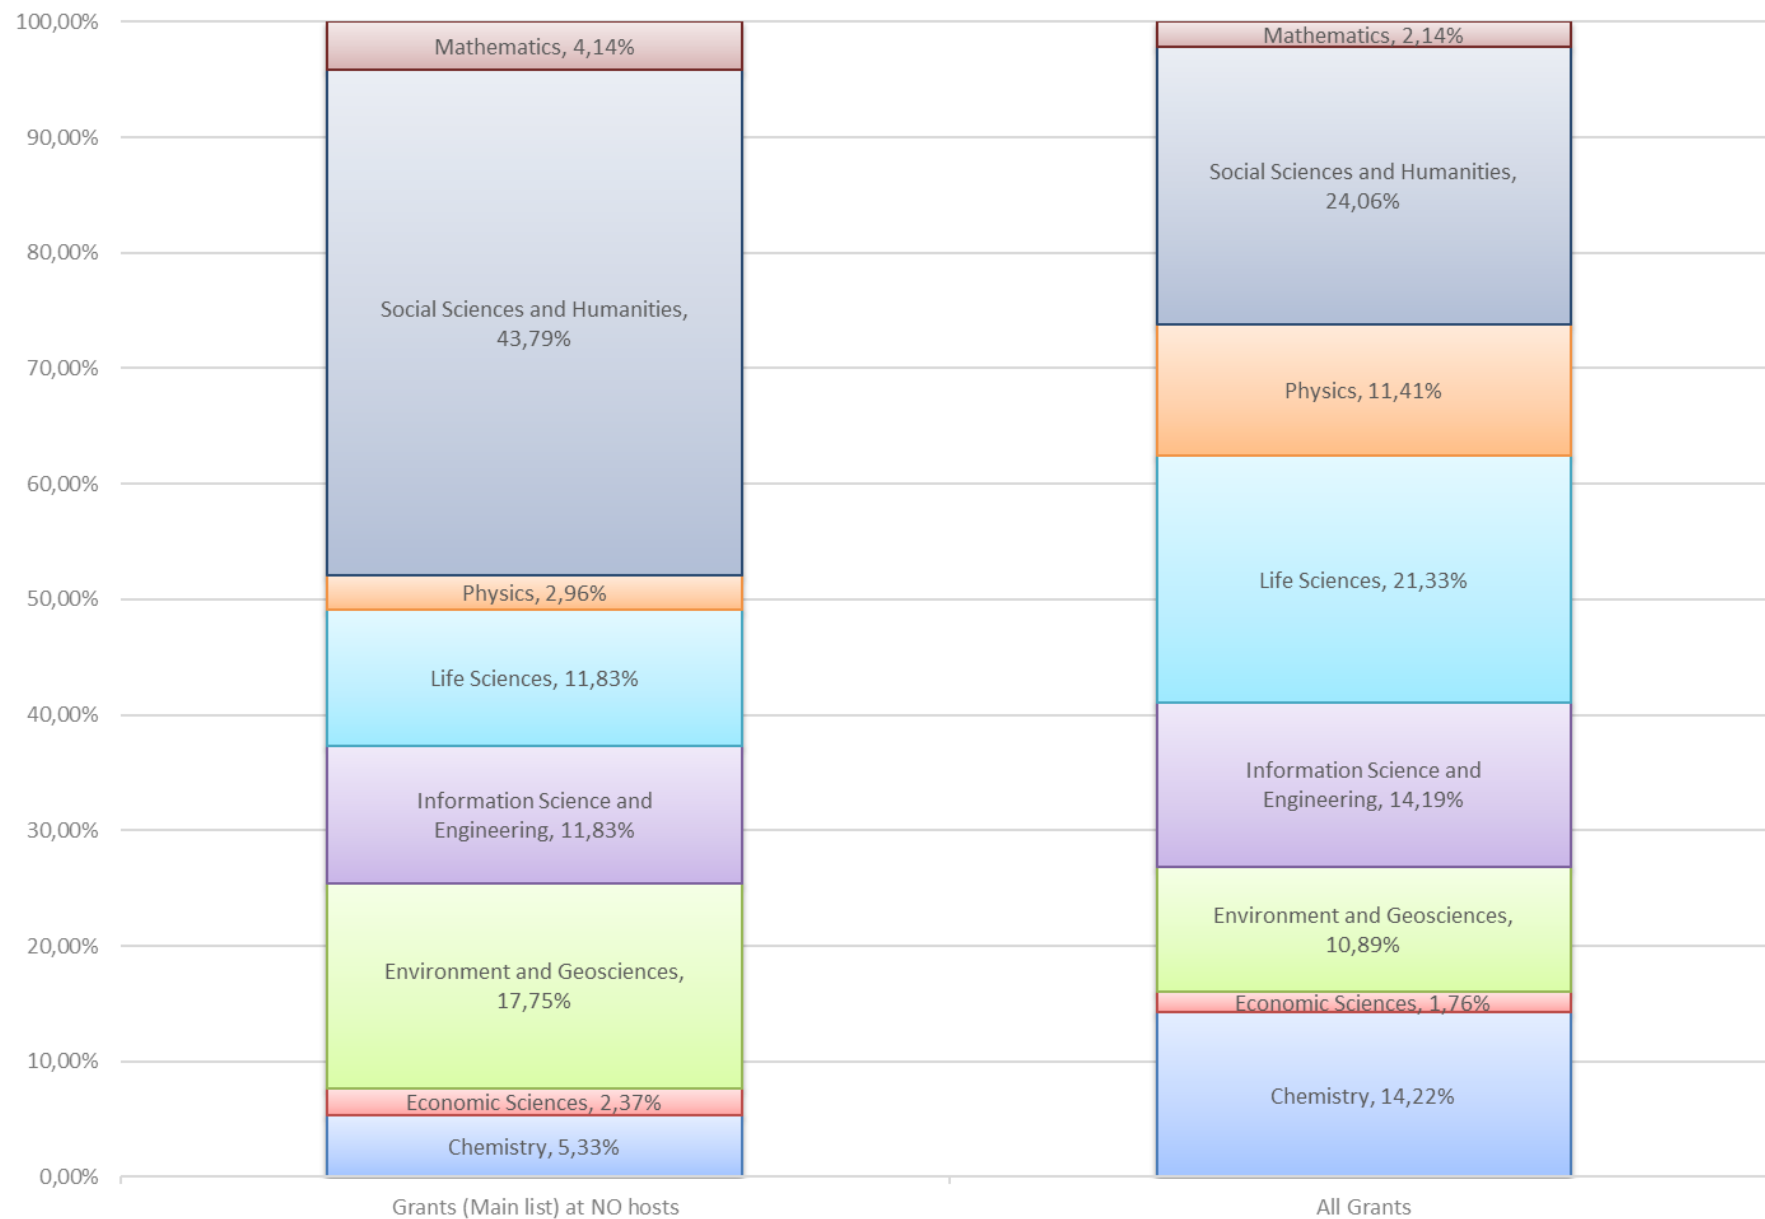 100,00%
90,00%
80,00%
70,00%
60,00%
50,00%
40,00%
30,00%
20,00%
10,00%
0,00%
Mathematics, 4,14%
Social Sciences and Humanities,
43,79%
Physics, 2,96%
Life Sciences, 11,83%
Information Science and
Engineering, 11,83%
Environment and Geosciences,
17,75%
Economic Sciences, 2,37%
Chemistry, 5,33%
Mathematics, 2,14%
Social Sciences and Humanities,
24,06%
Physics, 11,41%
Life Sciences, 21,33%
Information Science and
Engineering, 14,19%
Environment and Geosciences,
10,89%
Economic Sciences, 1,76%
Chemistry, 14,22%
Grants (Main list) at NO hosts
All Grants